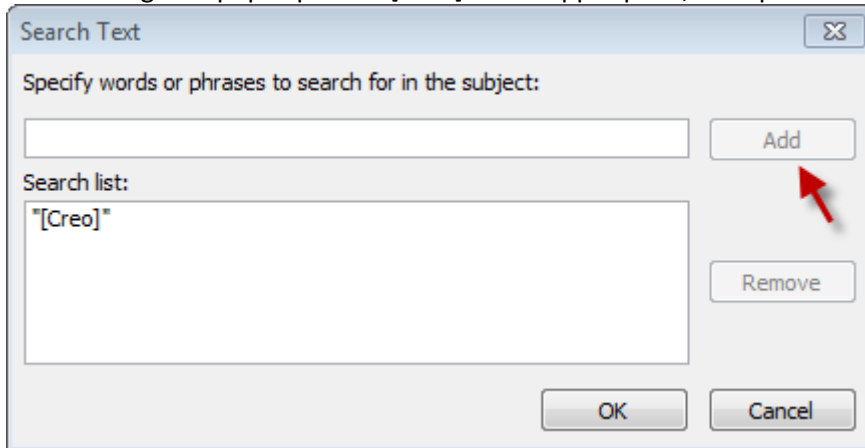 Search Text
Specify words or phrases to search for in the subject:
Add
Search list:
"[Creo]"
Remove
OK
Cancel